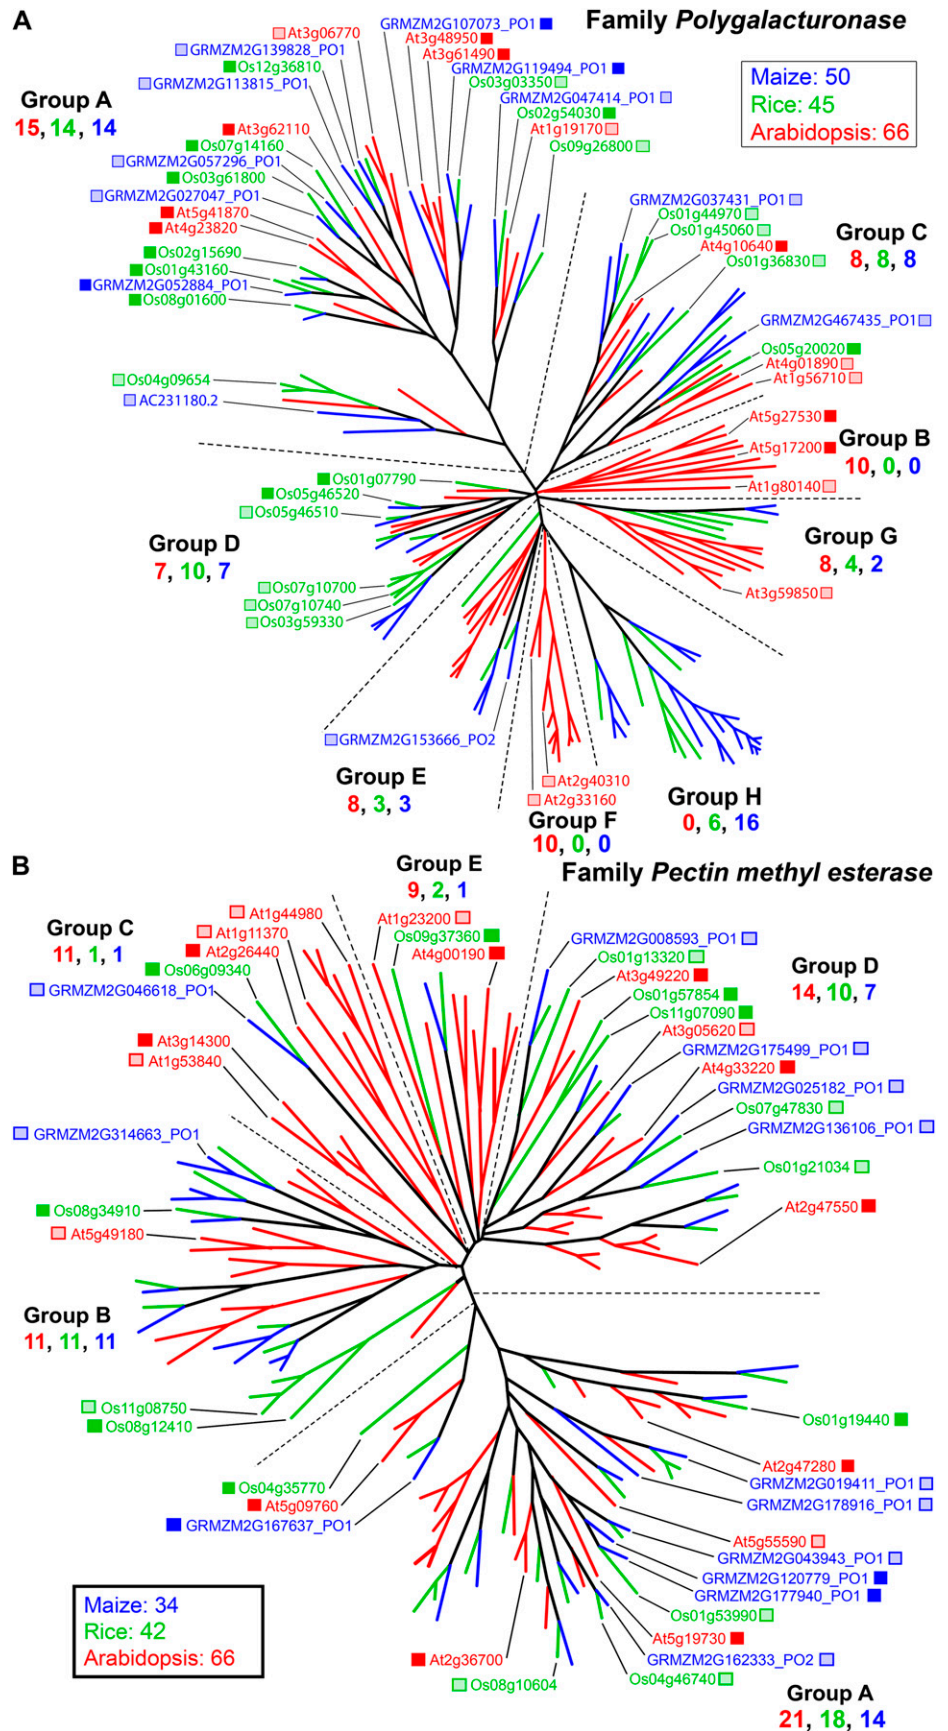 A
Family Polygalacturonase
Maize: 50
Rice: 45
Arabidopsis: 66
Group A
15, 14, 14
At3g06770
GRMZM2G139828_PO1
Os12g36810
GRMZM2G113815_PO1
At3g62110
Os07g14160
GRMZM2G057296_PO1
Os03g61800
GRMZM2G027047_PO1
At5g41870
At4g23820
Os02g15690
Os01g43160
GRMZM2G052884_PO1
Os08g01600
Os04g09654
AC231180.2
GRMZM2G107073_PO1
At3g48950
At3g61490
GRMZM2G119494_PO1
Os03g03350
GRMZM2G047414_PO1
Os02g54030
At1g19170
Os09g26800
GRMZM2G037431_PO1
Os01g44970
Os01g45060
At4g10640
Os01g36830
Group C
8, 8, 8
GRMZM2G467435_PO1
Os05g20020
At4g01890
At1g56710
At5g27530
At5g17200
At1g80140
Group B
10, 0, 0
Group G
8, 4, 2
At3g59850
Os01g07790
Os05g46520
Os05g46510
Group D
7, 10, 7
Os07g10700
Os07g10740
Os03g59330
GRMZM2G153666_PO2
Group E
8, 3, 3
At2g40310
At2g33160
Group F
10, 0, 0
Group H
0, 6, 16
B
Family Pectin methyl esterase
Group E
9, 2, 1
At1g23200
Os09g37360
At4g00190
Group C
11, 1, 1
At1g44980
At1g11370
At2g26440
Os06g09340
GRMZM2G046618_PO1
At3g14300
At1g53840
GRMZM2G314663_PO1
Os08g34910
At5g49180
Group B
11, 11, 11
Os11g08750
Os08g12410
Os04g35770
At5g09760
GRMZM2G167637_PO1
GRMZM2G008593_PO1
Os01g13320
At3g49220
Os01g57854
Os11g07090
At3g05620
GRMZM2G175499_PO1
At4g33220
GRMZM2G025182_PO1
Os07g47830
GRMZM2G136106_PO1
Os01g21034
At2g47550
Group D
14, 10, 7
Os01g19440
At2g47280
GRMZM2G019411_PO1
GRMZM2G178916_PO1
At5g55590
GRMZM2G043943_PO1
GRMZM2G120779_PO1
GRMZM2G177940_PO1
Os01g53990
At5g19730
GRMZM2G162333_PO2
Os04g46740
At2g36700
Os08g10604
Group A
21, 18, 14
Maize: 34
Rice: 42
Arabidopsis: 66